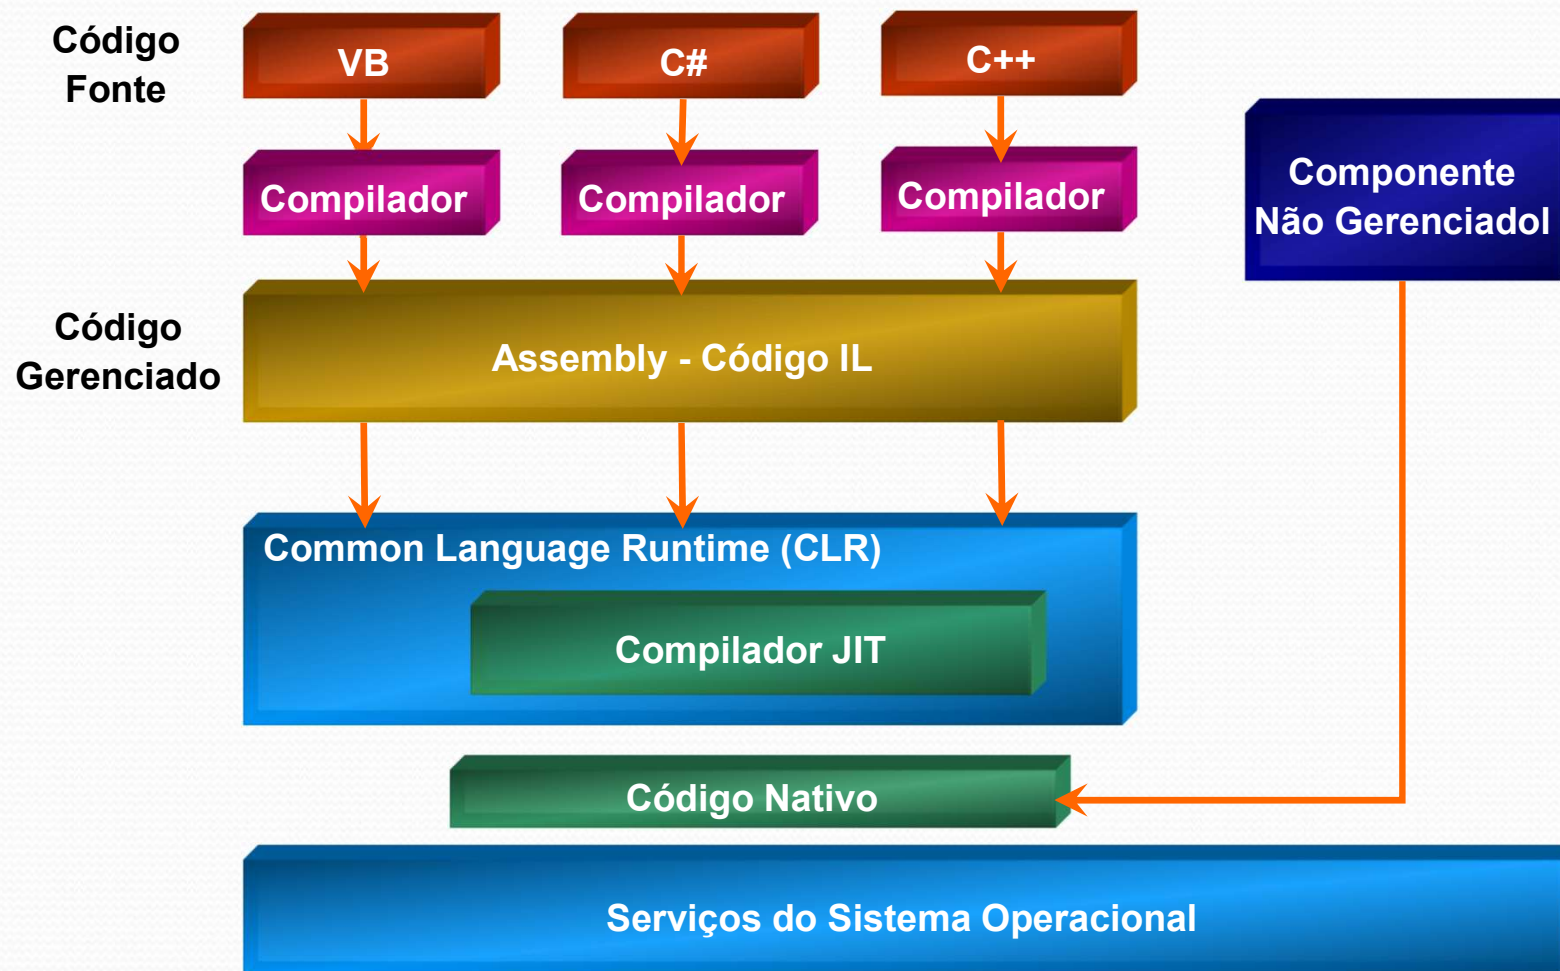 Código
Fonte
VB
C#
C++
Compilador
Compilador
Compilador
Componente
Não Gerenciadol
Código
Gerenciado
Assembly - Código IL
Common Language Runtime (CLR)
Compilador JIT
Código Nativo
Serviços do Sistema Operacional